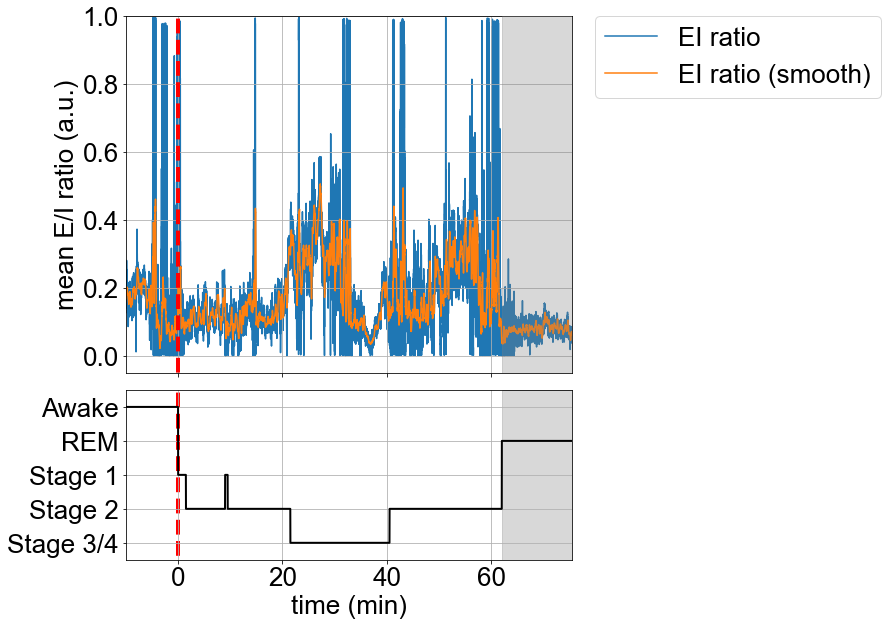 1.0
0.8
0.6
0.4
0.2
0.0
mean E/I ratio (a.u.)
EI ratio
EI ratio (smooth)
Awake
REM
Stage 1
Stage 2
Stage 3/4
0 20 40 60
time (min)